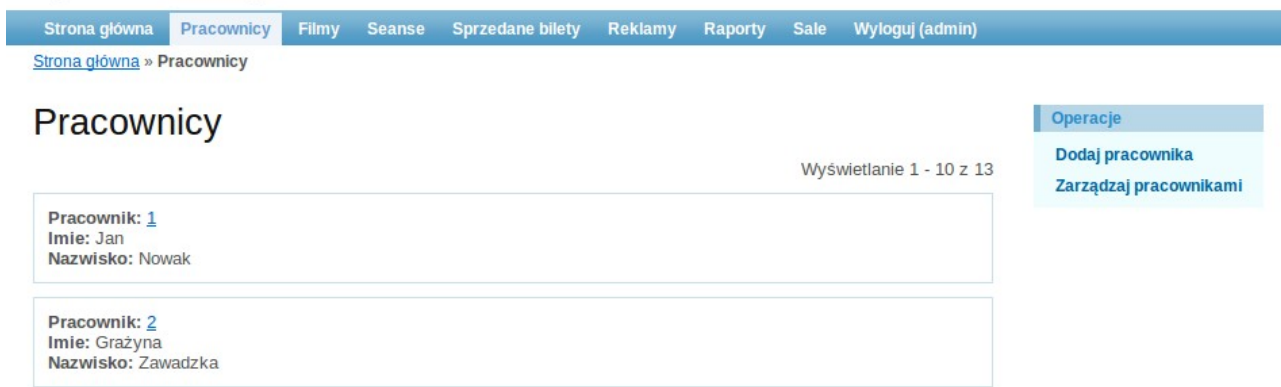 Strona główna Pracownicy Filmy Seanse Sprzedane bilety Reklamy Raporty Sale Wyloguj (admin)
Strona główna » Pracownicy
Pracownicy
Operacje
Dodaj pracownika
Zarządzaj pracownikami
Wyświetlanie 1 - 10 z 13
Pracownik: 1
Imie: Jan
Nazwisko: Nowak
Pracownik: 2
Imie: Grażyna
Nazwisko: Zawadzka